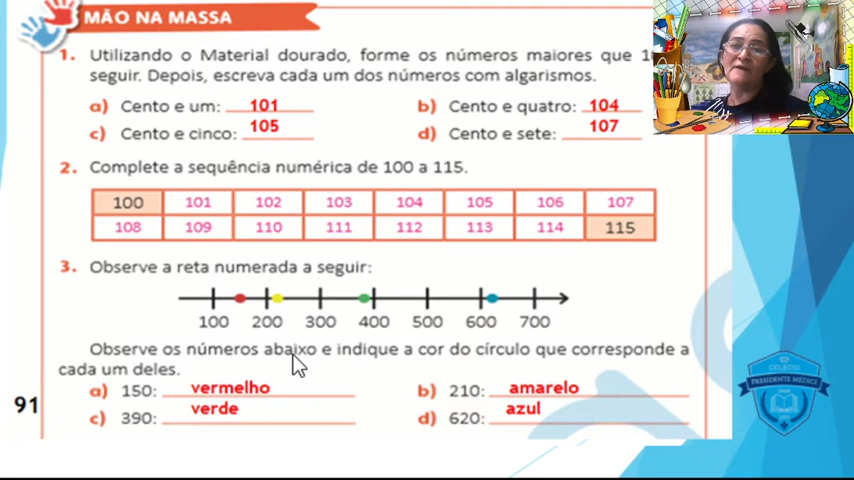 MÃO NA MASSA
1. Utilizando o Material dourado, forme os números maiores que
seguir. Depois, escreva cada um dos números com algarismos.
a) Cento e um: 101 b) Cento e quatro: 104
c) Cento e cinco: 105 d) Cento e sete: 107
2. Complete a sequência numérica de 100 a 115.
100 101 102 103 104 105 106 107
108 109 110 111 112 113 114 115
3. Observe a reta numerada a seguir:
100 200 300 400 500 600 700
Observe os números abaixo e indique a cor do círculo que corresponde a
cada um deles.
a) 150: vermelho b) 210: amarelo
91
c) 390: verde d) 620: azul
COLÉGIO
PRESIDENTE MÉDICI